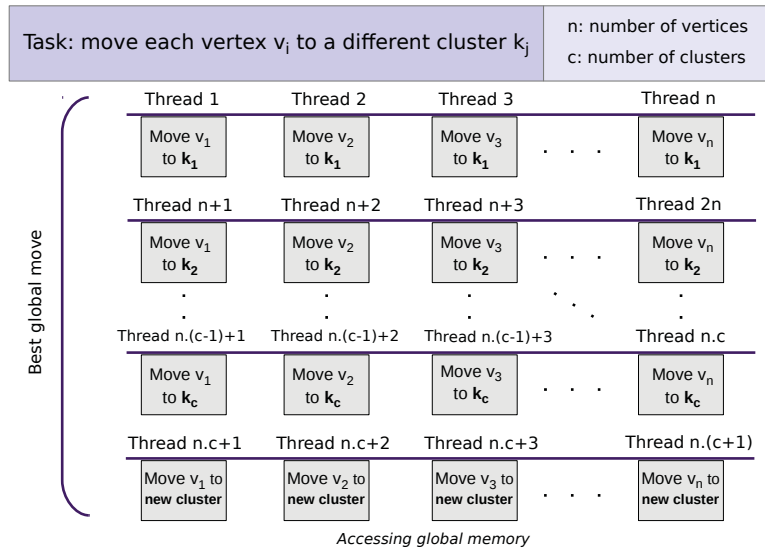 Task: move each vertex vi to a different cluster kj
n: number of vertices
c: number of clusters
Thread 1 Thread 2 Thread 3 Thread n
Move v1 Move v2 Move v3 . . . Move vn
to k1 to k1 to k1 to k1
Thread n+1 Thread n+2 Thread n+3 Thread 2n
Move v1 Move v2 Move v3 . . . Move vn
to k2 to k2 to k2 to k2
Thread n.(c-1)+1 Thread n.(c-1)+2 Thread n.(c-1)+3 Thread n.c
Move v1 Move v2 Move v3 . . . Move vn
to kc to kc to kc to kc
Thread n.c+1 Thread n.c+2 Thread n.c+3 Thread n.(c+1)
Move v1 to Move v2 to Move v3 to . . . Move vn to
new cluster new cluster new cluster new cluster
Best global move
Accessing global memory